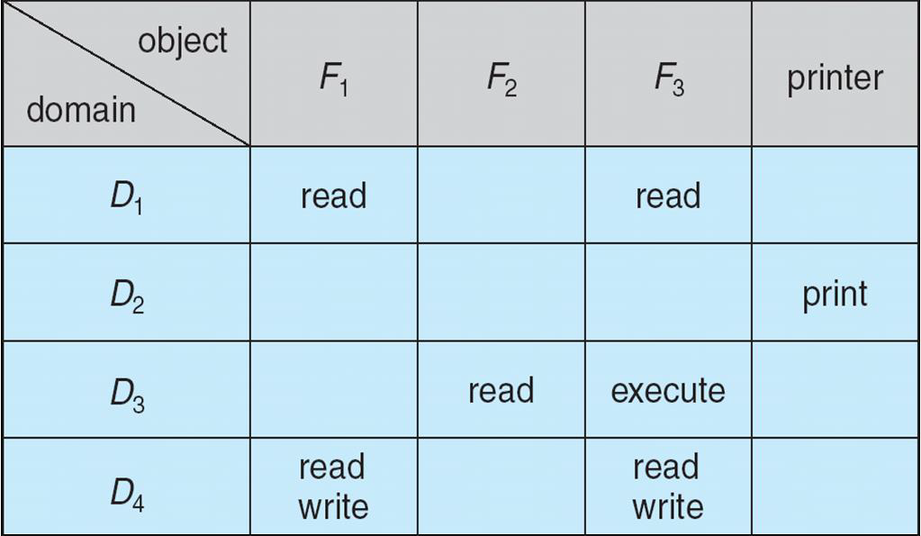 object
domain
F₁ F₂ F₃ printer
D₁ read read
D₂ print
D₃ read execute
D₄ read write read write